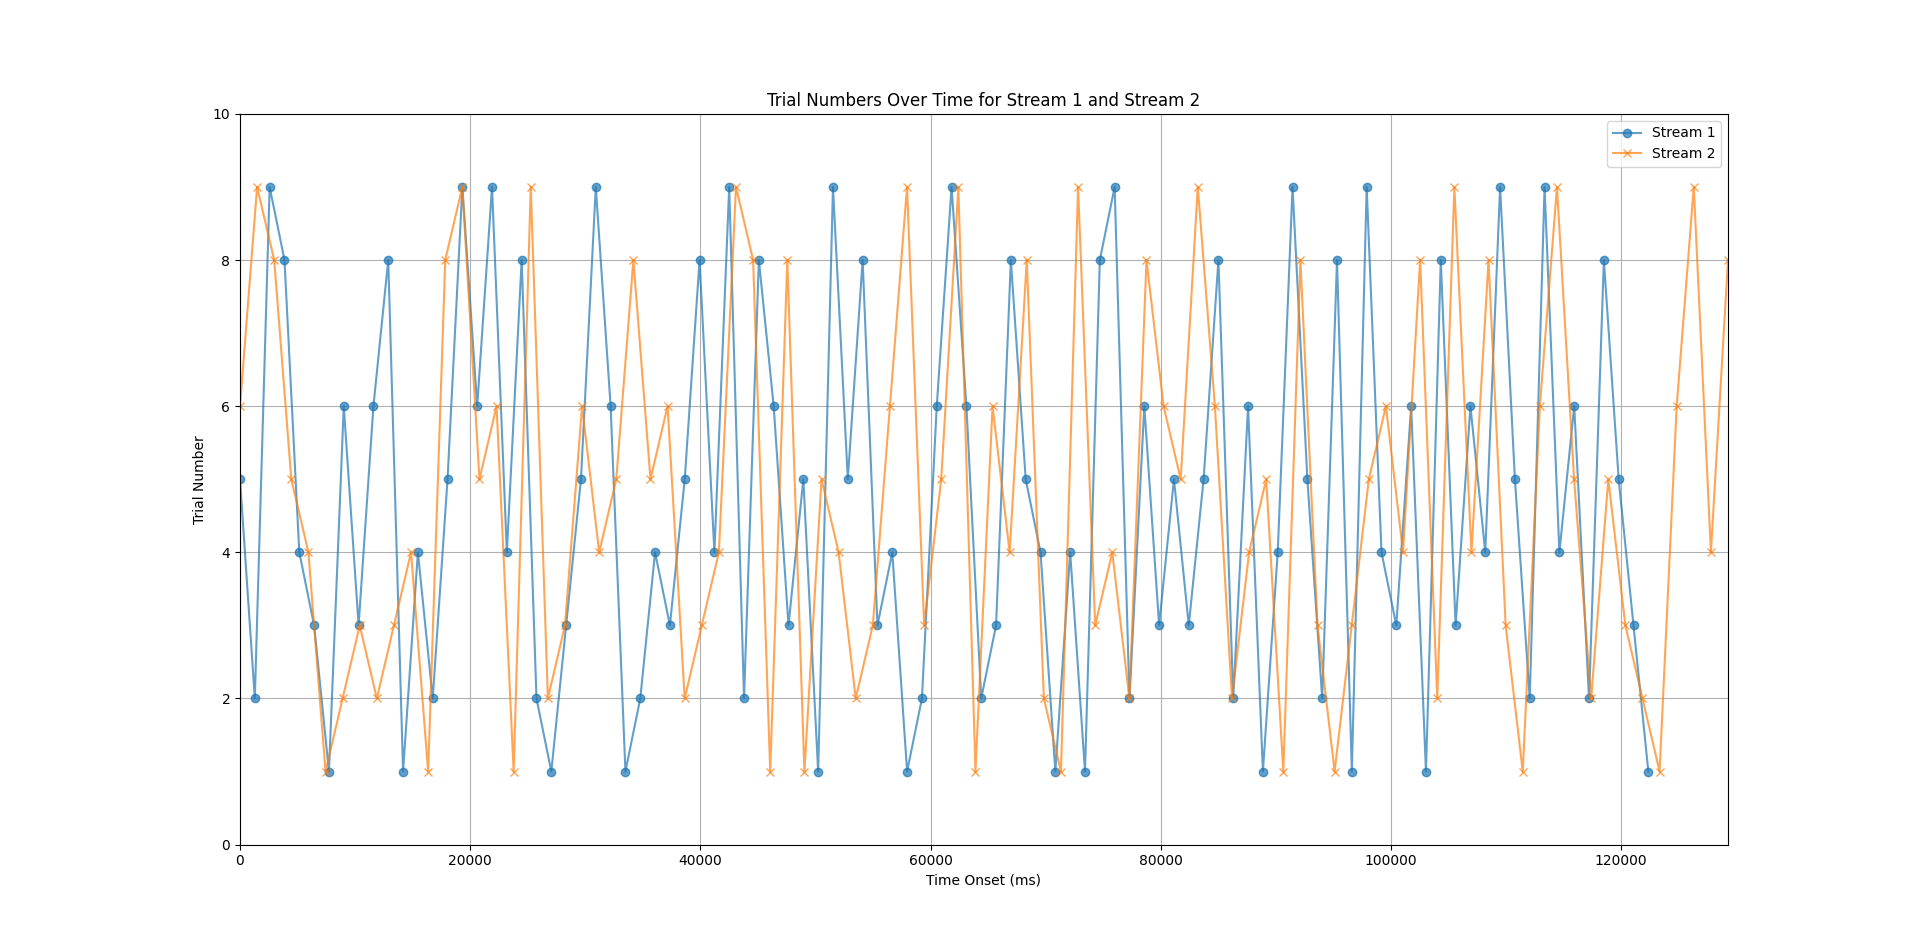 Trial Numbers Over Time for Stream 1 and Stream 2
Stream 1
Stream 2
10
8
6
4
2
0
Trial Number
0 20000 40000 60000 80000 100000 120000
Time Onset (ms)